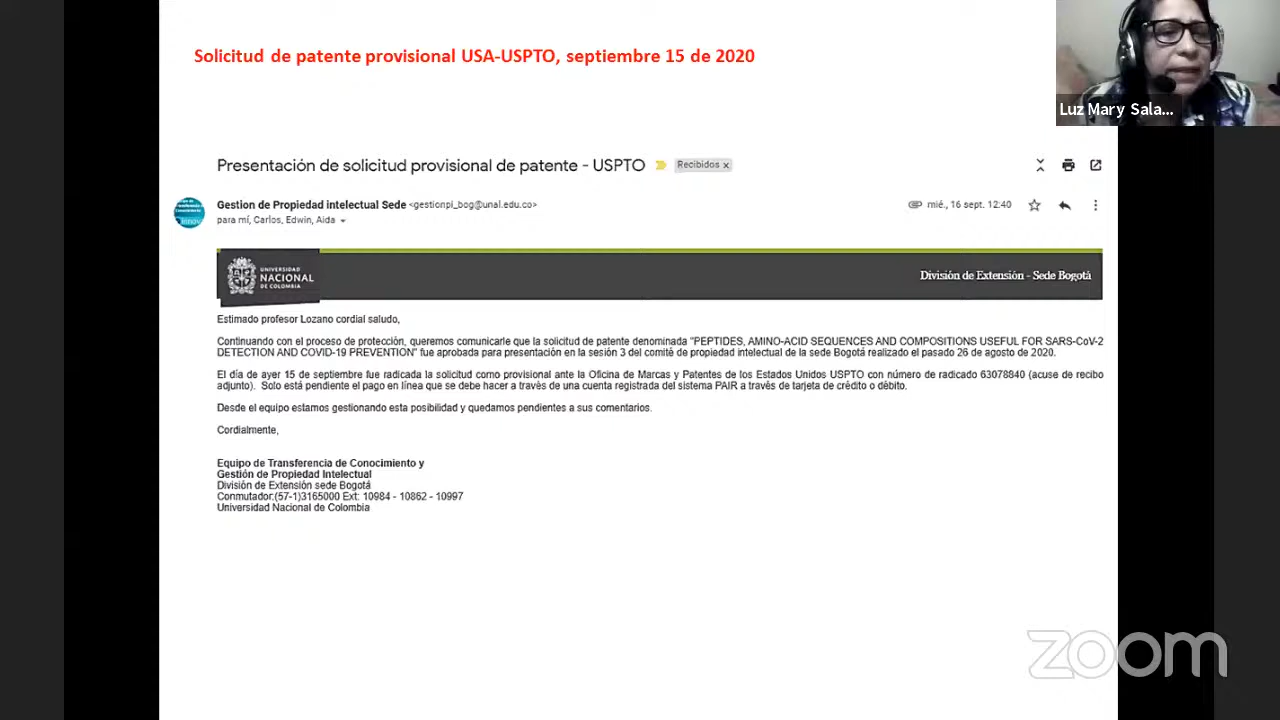 Solicitud de patente provisional USA-USPTO, septiembre 15 de 2020
Luz Mary Sala...
Presentación de solicitud provisional de patente - USPTO Recibidos x
Gestion de Propiedad intelectual Sede <gestionpi_bog@unal.edu.co> mié., 16 sept. 12:40
para mí, Carlos, Edwin, Aida
UNIVERSIDAD
NACIONAL
DE COLOMBIA
División de Extensión - Sede Bogotá
Estimado profesor Lozano cordial saludo,
Continuando con el proceso de protección, queremos comunicarle que la solicitud de patente denominada "PEPTIDES, AMINO-ACID SEQUENCES AND COMPOSITIONS USEFUL FOR SARS-CoV-2
DETECTION AND COVID-19 PREVENTION" fue aprobada para presentación en la sesión 3 del comité de propiedad intelectual de la sede Bogotá realizado el pasado 26 de agosto de 2020.
El día de ayer 15 de septiembre fue radicada la solicitud como provisional ante la Oficina de Marcas y Patentes de los Estados Unidos USPTO con número de radicado 63078840 (acuse de recibo
adjunto). Solo está pendiente el pago en línea que se debe hacer a través de una cuenta registrada del sistema PAIR a través de tarjeta de crédito o débito.
Desde el equipo estamos gestionando esta posibilidad y quedamos pendientes a sus comentarios.
Cordialmente,
Equipo de Transferencia de Conocimiento y
Gestión de Propiedad Intelectual
División de Extensión sede Bogotá
Conmutador:(57-1)3165000 Ext: 10984 - 10862 - 10997
Universidad Nacional de Colombia
zoom